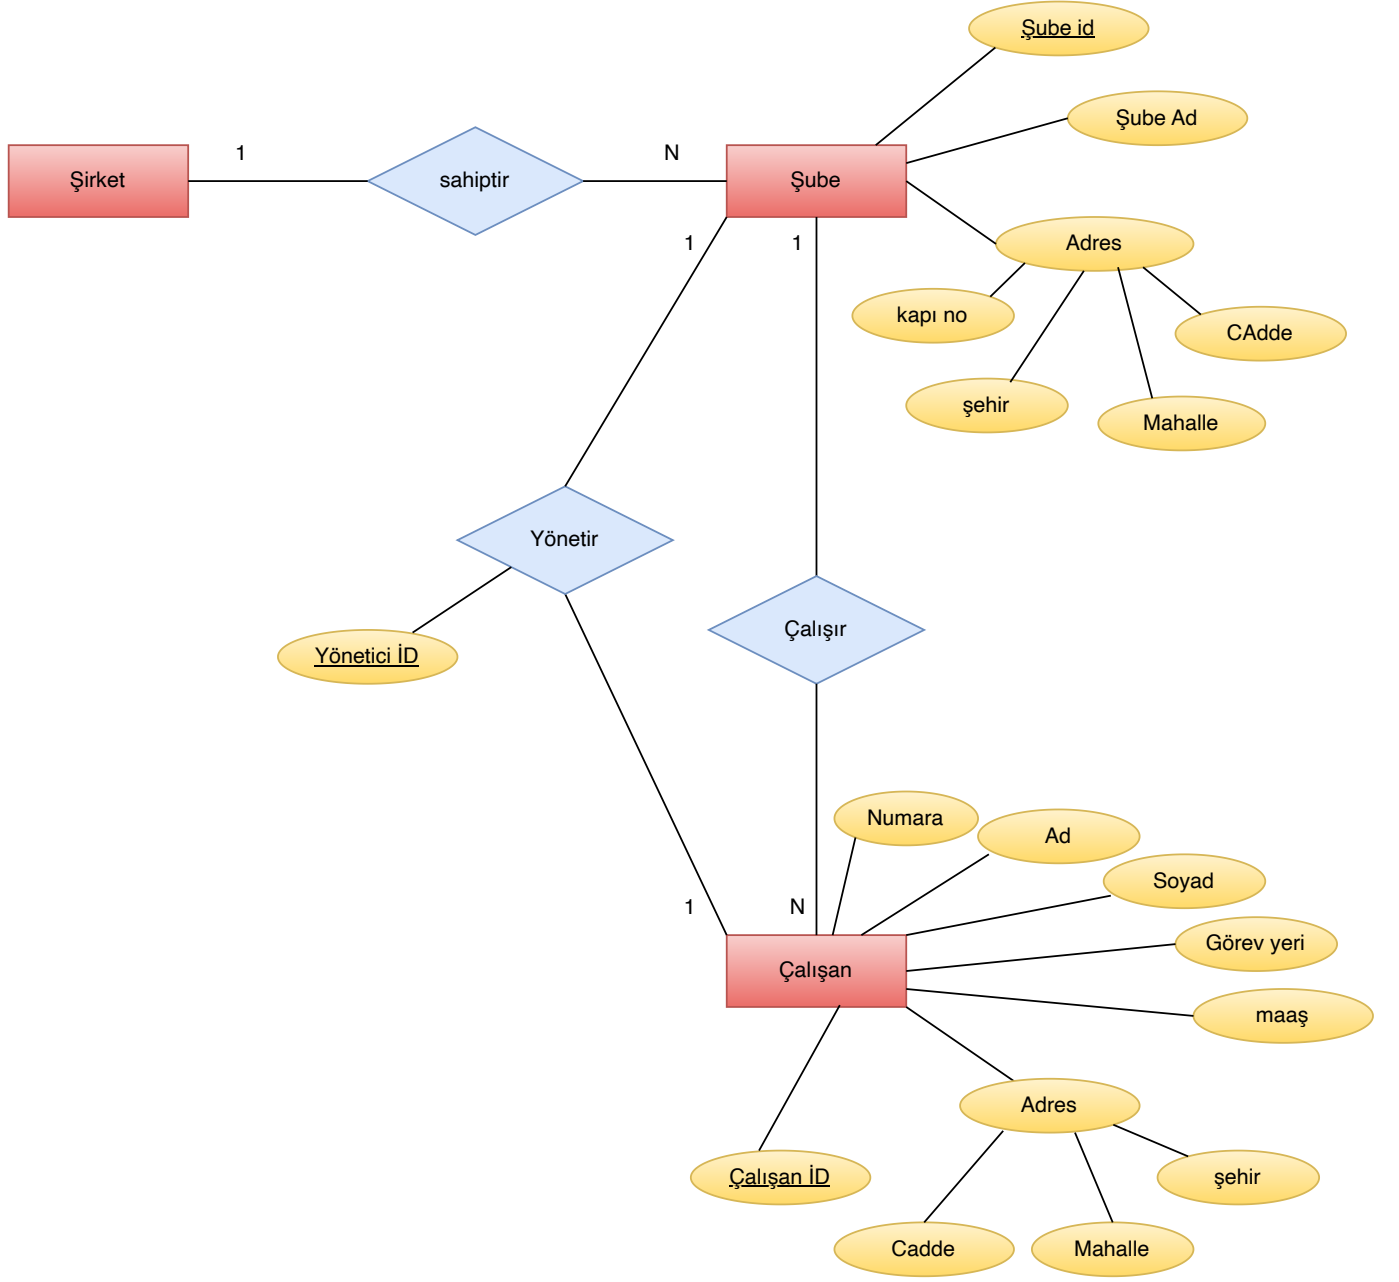 Şube id
Şube Ad
1
N
Şirket
sahiptir
Şube
1
1
Adres
kapı no
CAdde
şehir
Mahalle
Yönetir
Çalışır
Yönetici İD
Numara
Ad
Soyad
1
N
Görev yeri
Çalışan
maaş
Adres
Çalışan İD
şehir
Cadde
Mahalle